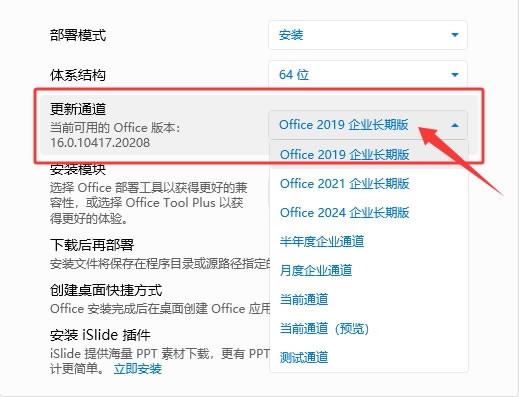 部署模式
安装
体系结构
64 位
更新通道
当前可用的 Office 版本：
16.0.10417.20208
Office 2019 企业长期版
Office 2019 企业长期版
Office 2021 企业长期版
Office 2024 企业长期版
半年度企业通道
月度企业通道
当前通道
当前通道（预览）
测试通道
安装模块
选择 Office 部署工具以获得更好的兼
容性，或选择 Office Tool Plus 以获
得更好的体验。
下载后再部署
安装文件将保存在程序目录或源路径指定的
创建桌面快捷方式
Office 安装完成后在桌面创建 Office 应用
安装 iSlide 插件
iSlide 提供海量 PPT 素材下载，更有 PPT
计更简单。 立即安装